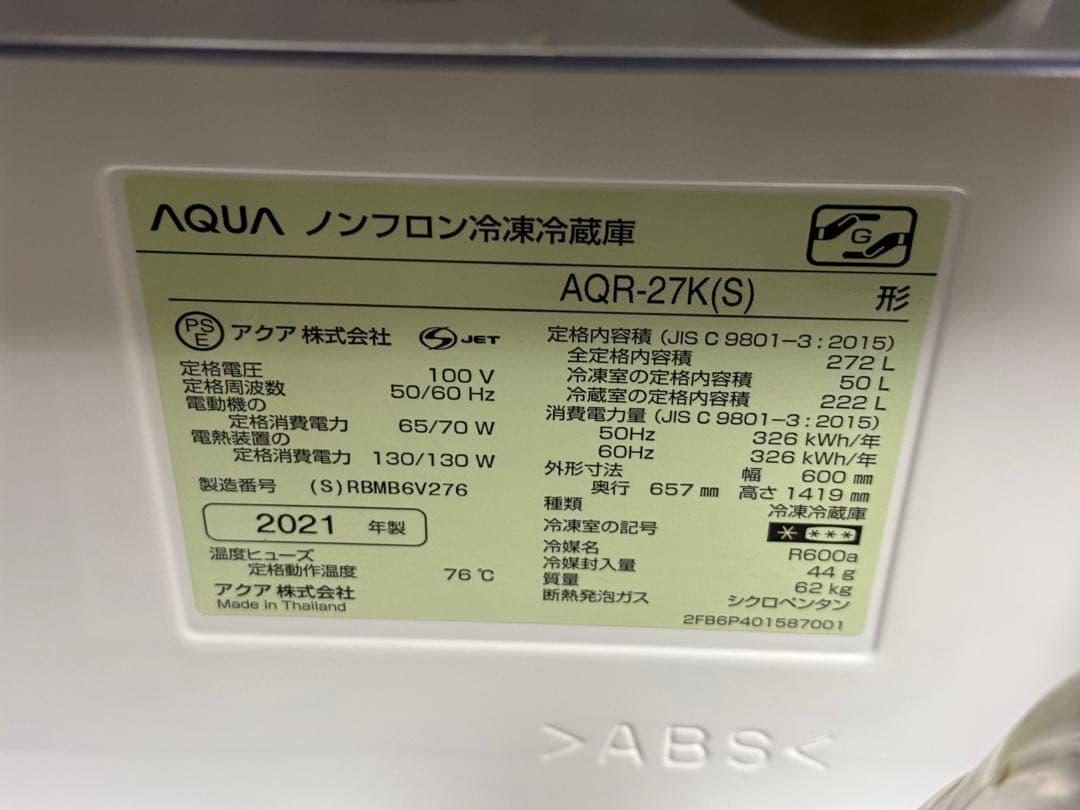 AQUA ノンフロン冷凍冷蔵庫
G
AQR-27K(S) 形
PS E アクア 株式会社 S JET
定格電圧 100 V
定格周波数 50/60 Hz
電動機の
定格消費電力 65/70 W
電熱装置の
定格消費電力 130/130 W
製造番号 (S)RBMB6V276
2021 年製
温度ヒューズ
定格動作温度 76 ℃
アクア 株式会社
Made in Thailand
定格内容積 (JIS C 9801-3 : 2015)
全定格内容積 272 L
冷凍室の定格内容積 50 L
冷蔵室の定格内容積 222 L
消費電力量 (JIS C 9801-3 : 2015)
50Hz 326 kWh/年
60Hz 326 kWh/年
外形寸法 幅 600 ㎜
奥行 657 ㎜ 高さ 1419 ㎜
種類 冷凍冷蔵庫
冷凍室の記号 * ***
冷媒名 R600a
冷媒封入量 44 g
質量 62 kg
断熱発泡ガス シクロペンタン
2FB6P401587001
>ABS<